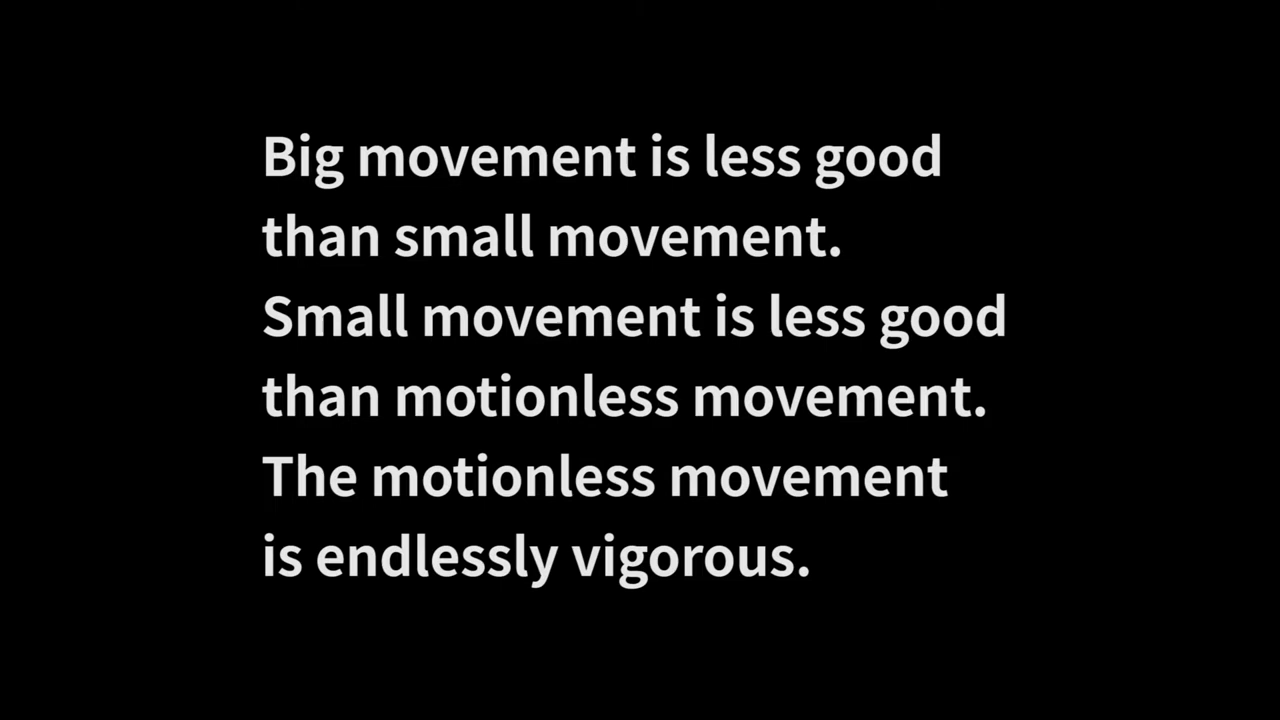 Big movement is less good
than small movement.
Small movement is less good
than motionless movement.
The motionless movement
is endlessly vigorous.